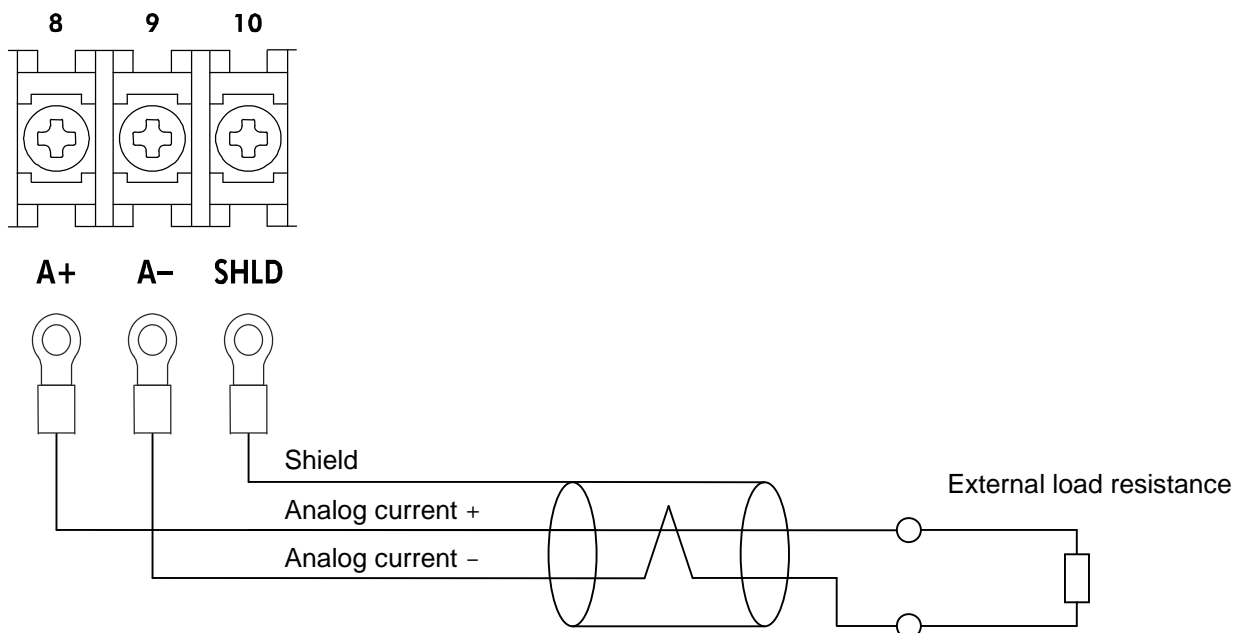 8 9 10
A+ A− SHLD
Shield
Analog current +
Analog current −
External load resistance